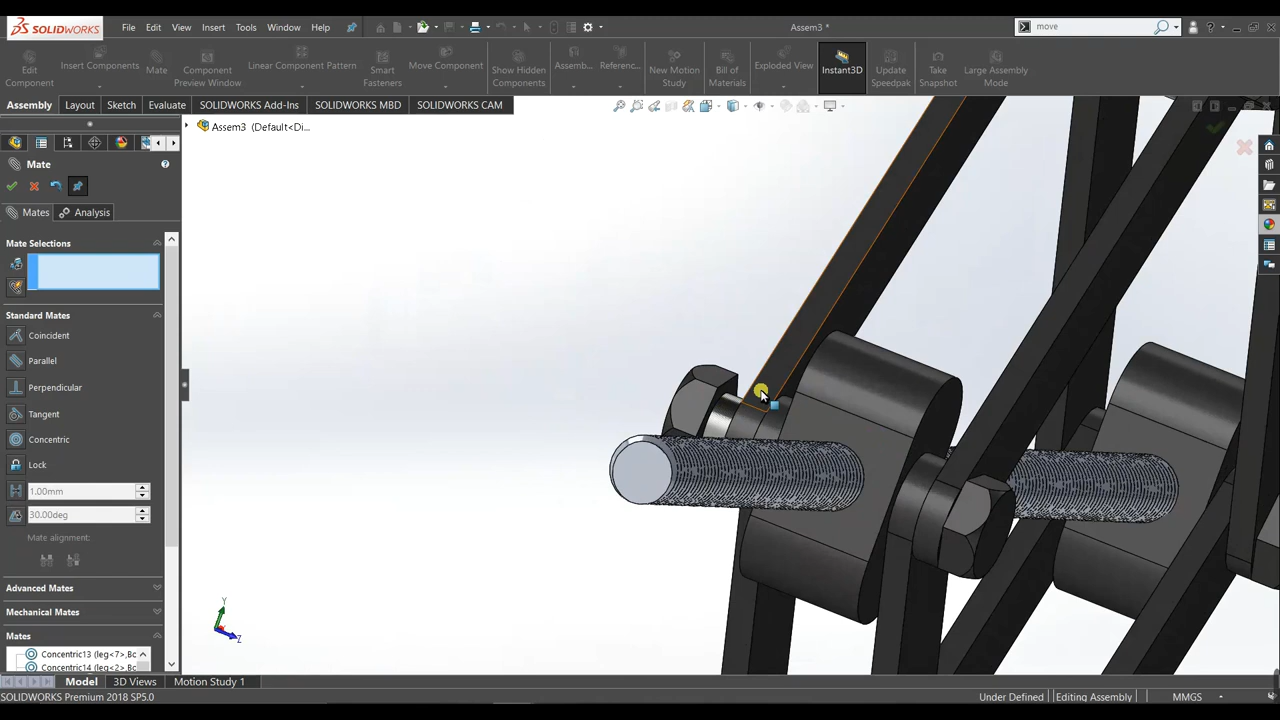 SOLIDWORKS File Edit View Insert Tools Window Help Assem3 * move ?
Edit Component
Insert Components
Mate
Component Preview Window
Linear Component Pattern
Smart Fasteners
Move Component
Show Hidden Components
Assemb...
Referenc...
New Motion Study
Bill of Materials
Exploded View
Instant3D
Update Speedpak
Take Snapshot
Large Assembly Mode
Assembly Layout Sketch Evaluate SOLIDWORKS Add-Ins SOLIDWORKS MBD SOLIDWORKS CAM
Assem3 (Default<Di...
Mate
Mates Analysis
Mate Selections
Standard Mates
Coincident
Parallel
Perpendicular
Tangent
Concentric
Lock
1.00mm
30.00deg
Mate alignment:
Advanced Mates
Mechanical Mates
Mates
Concentric13 (leg<7>,Bc
Concentric14 (leg<2>,Bc
Y
Z
Model 3D Views Motion Study 1
SOLIDWORKS Premium 2018 SP5.0 Under Defined Editing Assembly MMGS